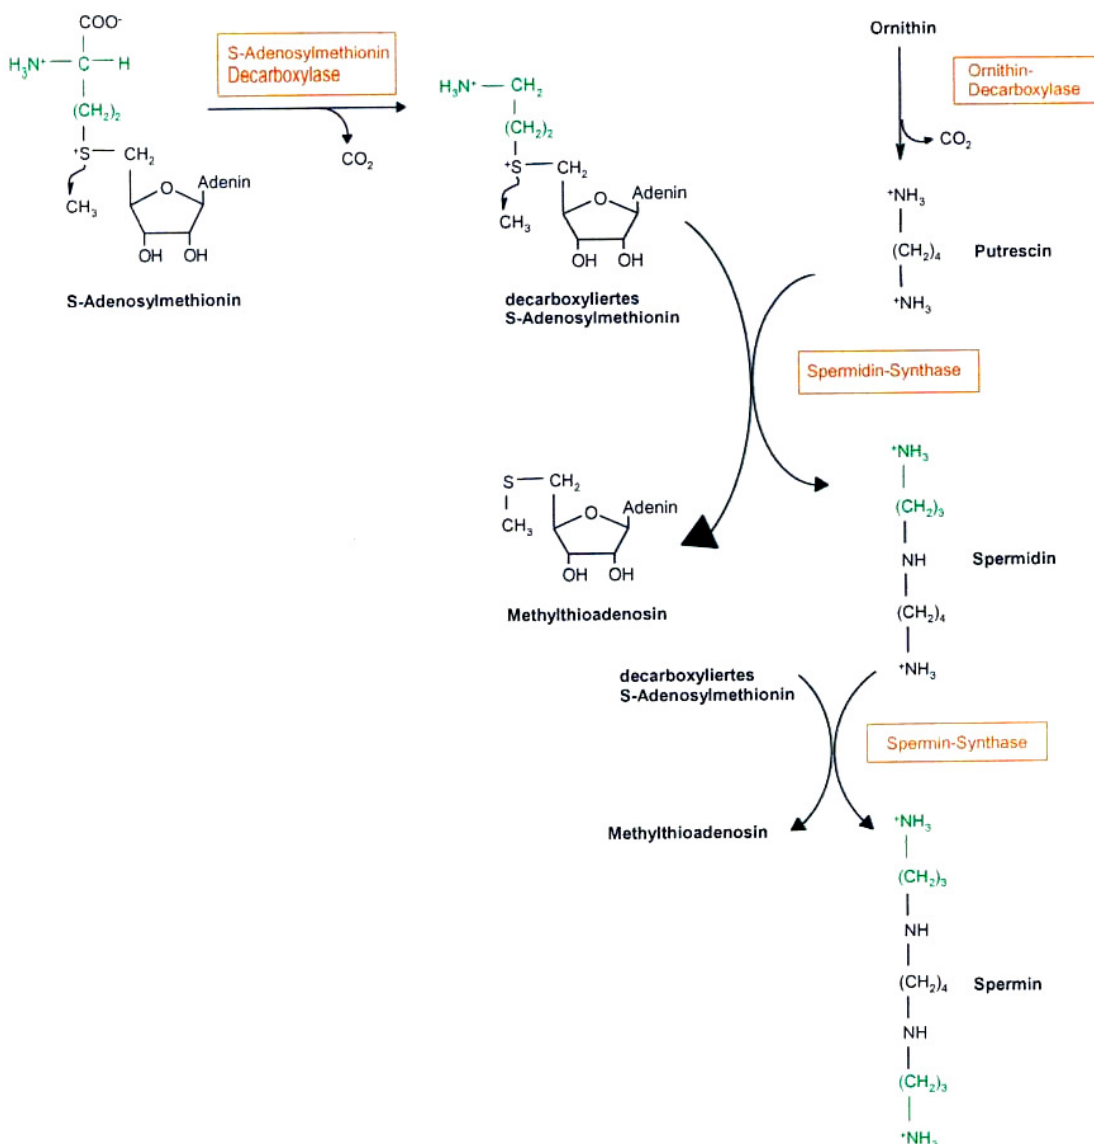 COO⁻
H₃N⁺—C—H
(CH₂)₂
⁺S—CH₂
CH₃
O
Adenin
OH
OH
S-Adenosylmethionin
S-Adenosylmethionin
Decarboxylase
CO₂
H₃N⁺—CH₂
(CH₂)₂
⁺S—CH₂
CH₃
O
Adenin
OH
OH
decarboxyliertes
S-Adenosylmethionin
Ornithin
Ornithin-
Decarboxylase
CO₂
⁺NH₃
(CH₂)₄
⁺NH₃
Putrescin
Spermidin-Synthase
S—CH₂
CH₃
O
Adenin
OH
OH
Methylthioadenosin
⁺NH₃
(CH₂)₃
NH
(CH₂)₄
⁺NH₃
Spermidin
decarboxyliertes
S-Adenosylmethionin
Spermin-Synthase
Methylthioadenosin
⁺NH₃
(CH₂)₃
NH
(CH₂)₄
NH
(CH₂)₃
⁺NH₃
Spermin